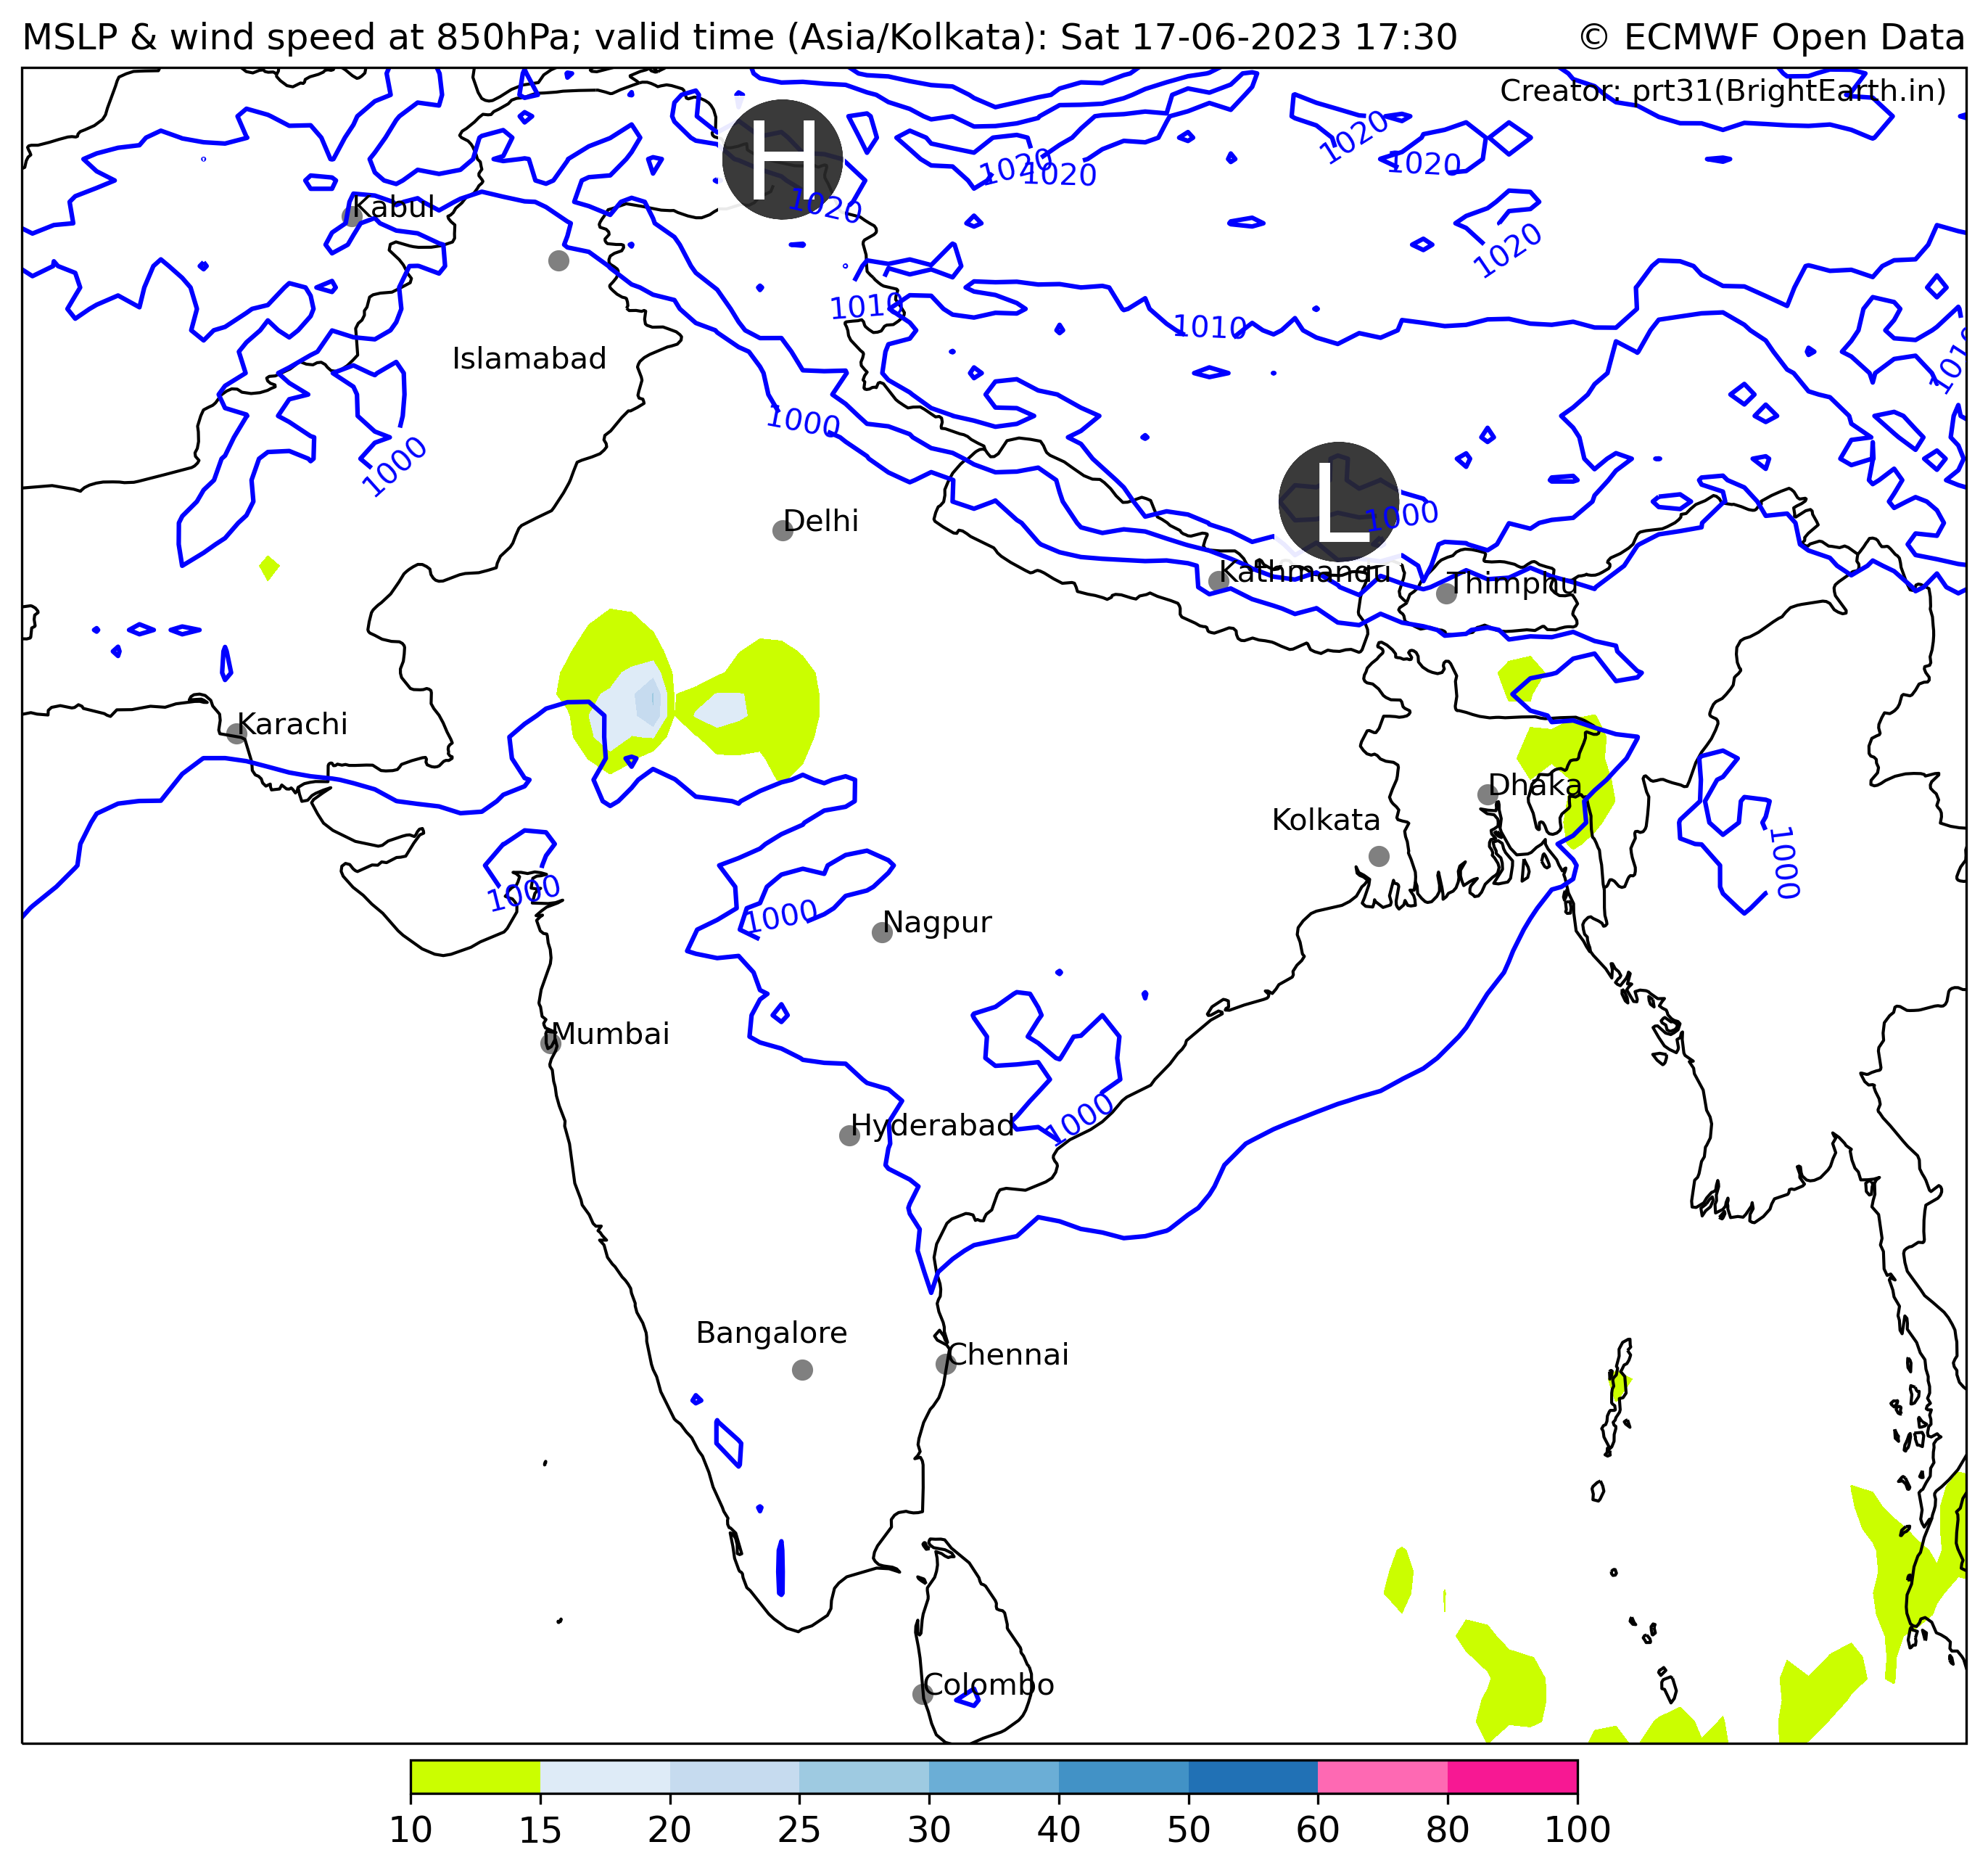 MSLP & wind speed at 850hPa; valid time (Asia/Kolkata): Sat 17-06-2023 17:30
© ECMWF Open Data
Creator: prt31(BrightEarth.in)
H
1020
1020
1020
1020
1020
1020
Kabul
1010
1010
1010
Islamabad
1000
1000
L
1000
Delhi
Kathmandu
Thimphu
Karachi
Dhaka
Kolkata
1000
1000
1000
Nagpur
Mumbai
1000
Hyderabad
Bangalore
Chennai
Colombo
10 15 20 25 30 40 50 60 80 100